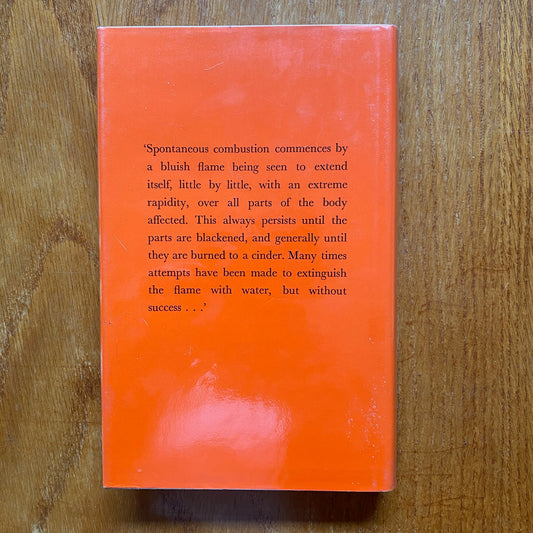 ‘Spontaneous combustion commences by
a bluish flame being seen to extend
itself, little by little, with an extreme
rapidity, over all parts of the body
affected. This always persists until the
parts are blackened, and generally until
they are burned to a cinder. Many times
attempts have been made to extinguish
the flame with water, but without
success . . .’